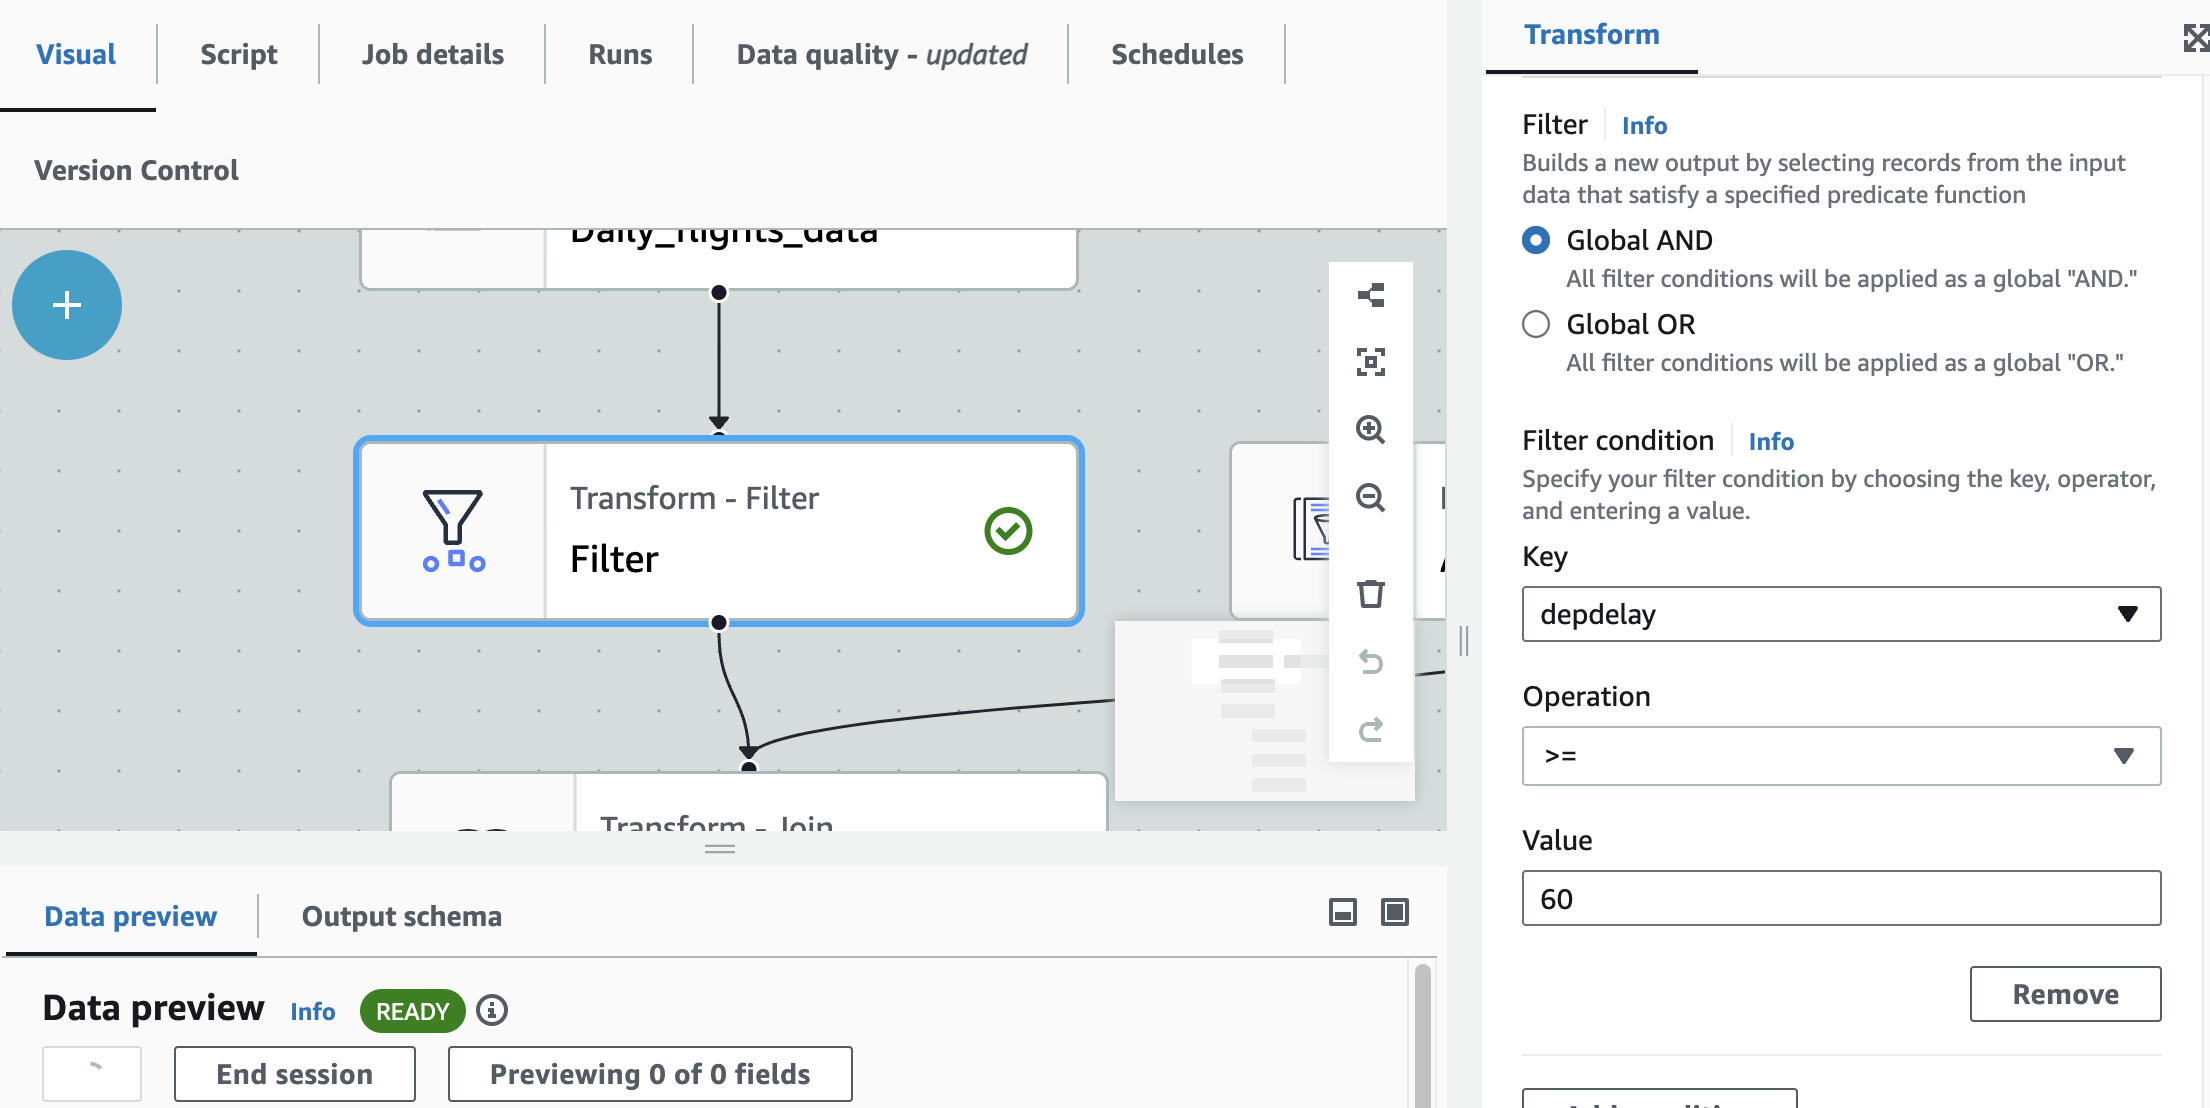 Visual
Script
Job details
Runs
Data quality - updated
Schedules
Version Control
Daily_flights_data
Transform - Filter
Filter
Transform - Join
Data preview
Output schema
Data preview Info READY
End session
Previewing 0 of 0 fields
Transform
Filter Info
Builds a new output by selecting records from the input
data that satisfy a specified predicate function
Global AND
All filter conditions will be applied as a global "AND."
Global OR
All filter conditions will be applied as a global "OR."
Filter condition Info
Specify your filter condition by choosing the key, operator,
and entering a value.
Key
depdelay
Operation
>=
Value
60
Remove